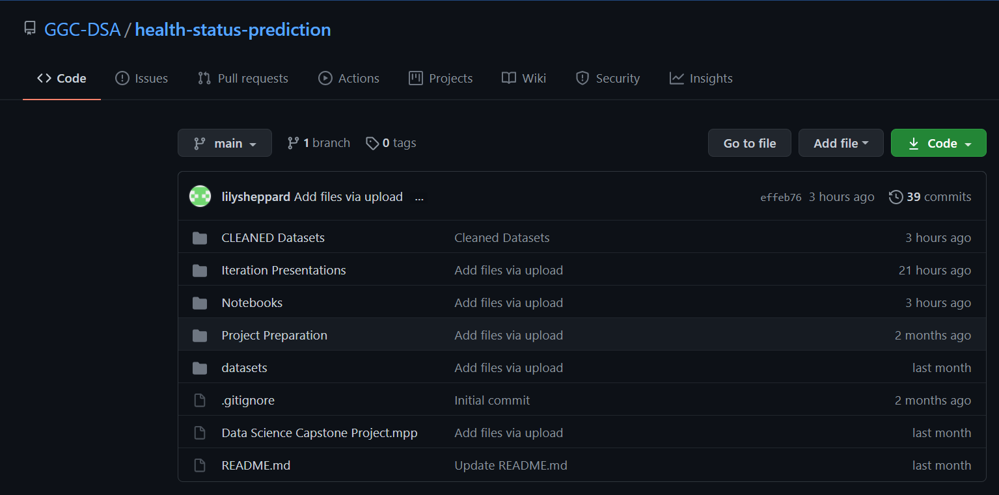 GGC-DSA / health-status-prediction
Code Issues Pull requests Actions Projects Wiki Security Insights
main 1 branch 0 tags Go to file Add file Code
lilysheppard Add files via upload ... effeb76 3 hours ago 39 commits
CLEANED Datasets Cleaned Datasets 3 hours ago
Iteration Presentations Add files via upload 21 hours ago
Notebooks Add files via upload 3 hours ago
Project Preparation Add files via upload 2 months ago
datasets Add files via upload last month
.gitignore Initial commit 2 months ago
Data Science Capstone Project.mpp Add files via upload last month
README.md Update README.md last month